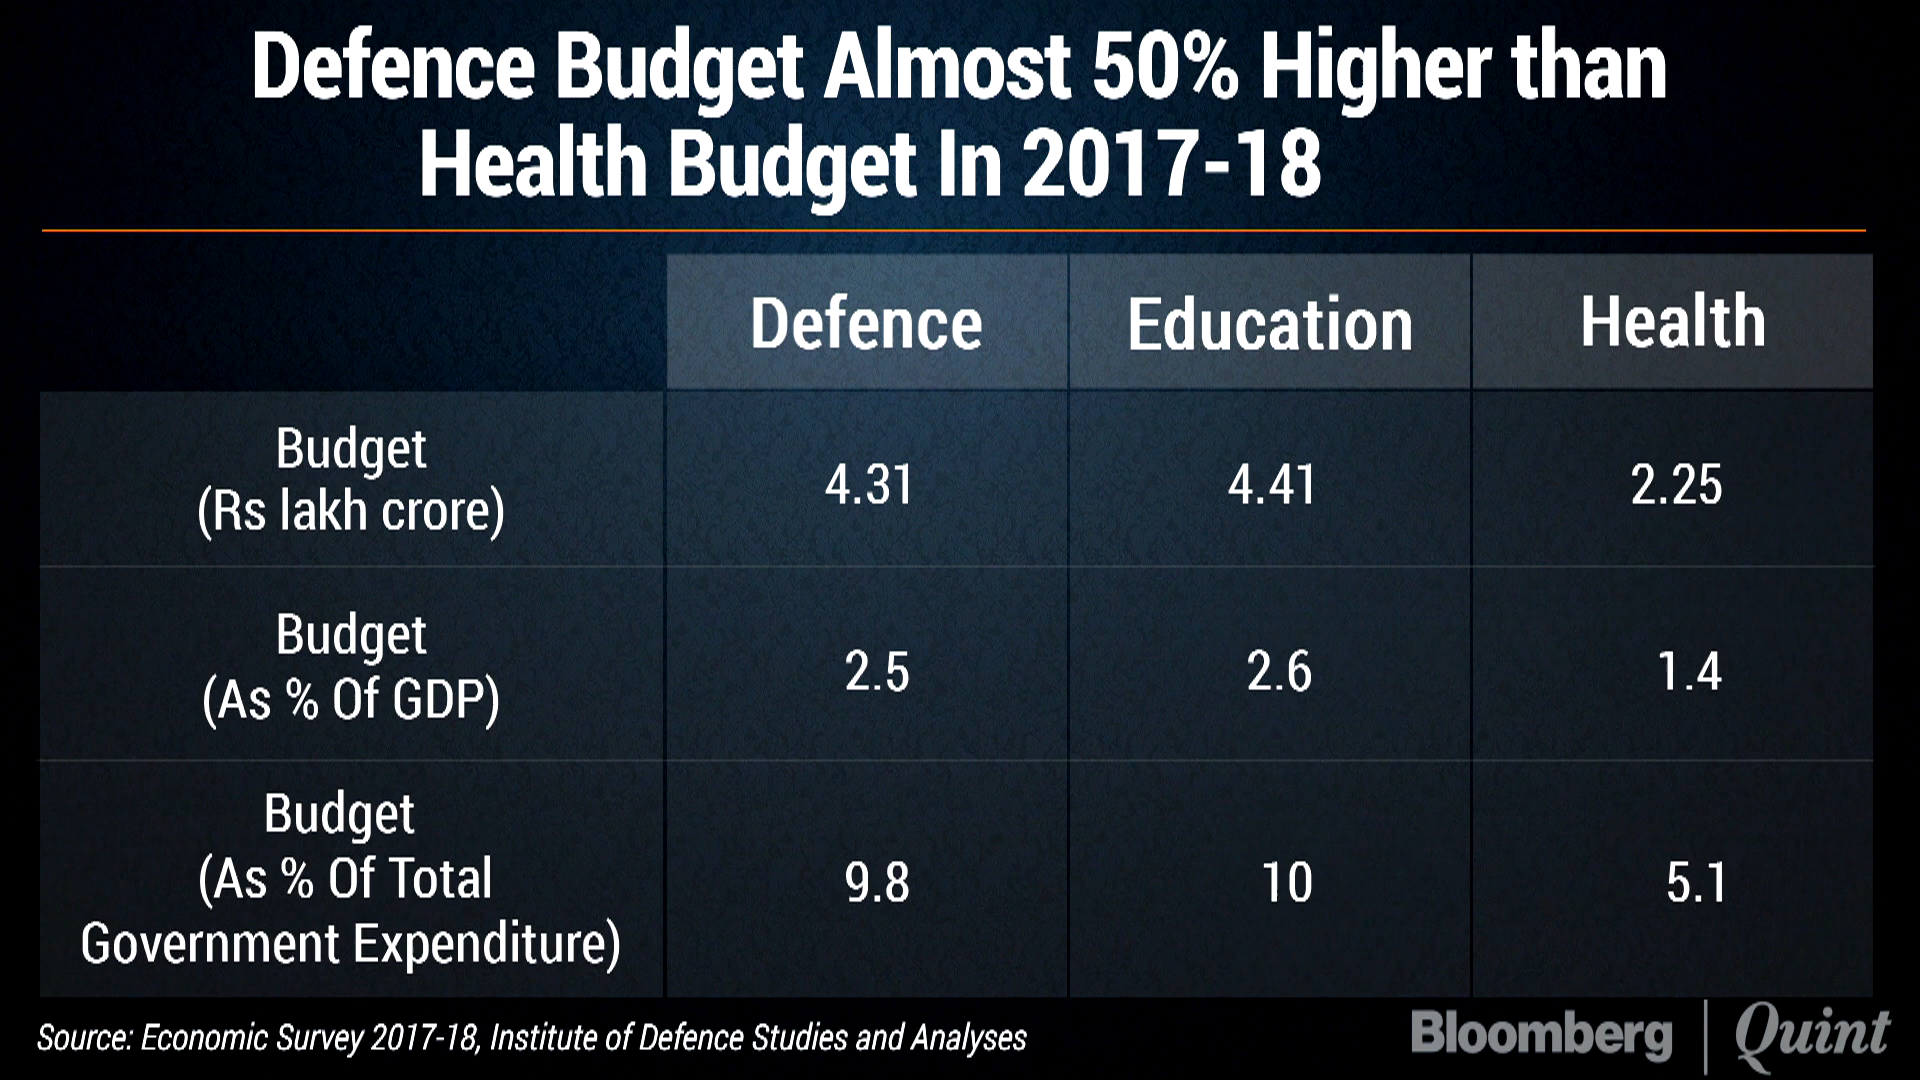 Defence Budget Almost 50% Higher than
Health Budget In 2017-18
Defence Education Health
Budget
(Rs lakh crore)
4.31 4.41 2.25
Budget
(As % Of GDP)
2.5 2.6 1.4
Budget
(As % Of Total
Government Expenditure)
9.8 10 5.1
Source: Economic Survey 2017-18, Institute of Defence Studies and Analyses
Bloomberg | Quint